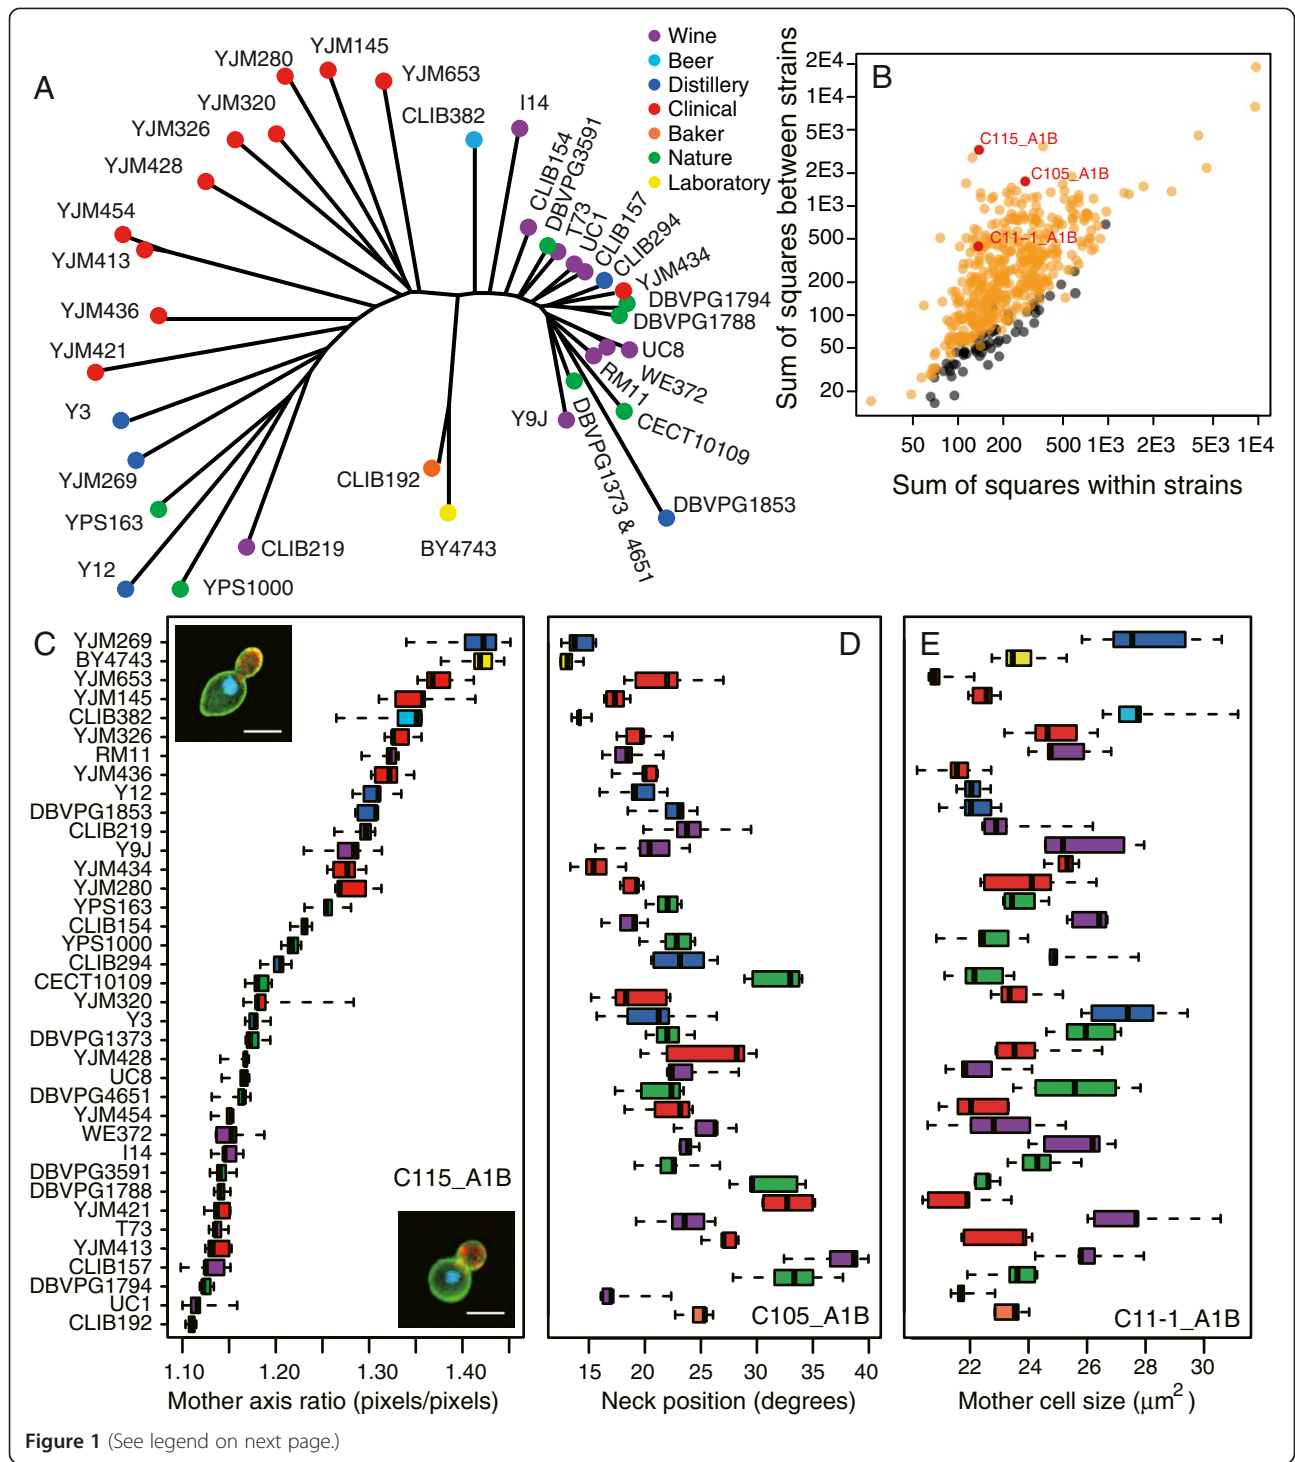 A
YJM280
YJM145
YJM653
YJM320
CLIB382
I14
YJM326
YJM428
YJM454
YJM413
YJM436
YJM421
Y3
YJM269
YPS163
Y12
YPS1000
CLIB219
CLIB192
BY4743
CLIB154
DBVPG3591
T73
UC1
CLIB157
CLIB294
YJM434
DBVPG1794
DBVPG1788
UC8
WE372
RM11
CECT10109
Y9J
DBVPG1373 & 4651
DBVPG1853
Wine
Beer
Distillery
Clinical
Baker
Nature
Laboratory
B
Sum of squares between strains
2E4
1E4
5E3
2E3
1E3
500
200
100
50
20
C115_A1B
C105_A1B
C11-1_A1B
50 100 200 500 1E3 2E3 5E3 1E4
Sum of squares within strains
C
YJM269
BY4743
YJM653
YJM145
CLIB382
YJM326
RM11
YJM436
Y12
DBVPG1853
CLIB219
Y9J
YJM434
YJM280
YPS163
CLIB154
YPS1000
CLIB294
CECT10109
YJM320
Y3
DBVPG1373
YJM428
UC8
DBVPG4651
YJM454
WE372
I14
DBVPG3591
DBVPG1788
YJM421
T73
YJM413
CLIB157
DBVPG1794
UC1
CLIB192
C115_A1B
1.10 1.20 1.30 1.40
Mother axis ratio (pixels/pixels)
D
C105_A1B
15 20 25 30 35 40
Neck position (degrees)
E
C11-1_A1B
22 24 26 28 30
Mother cell size (μm²)
Figure 1 (See legend on next page.)